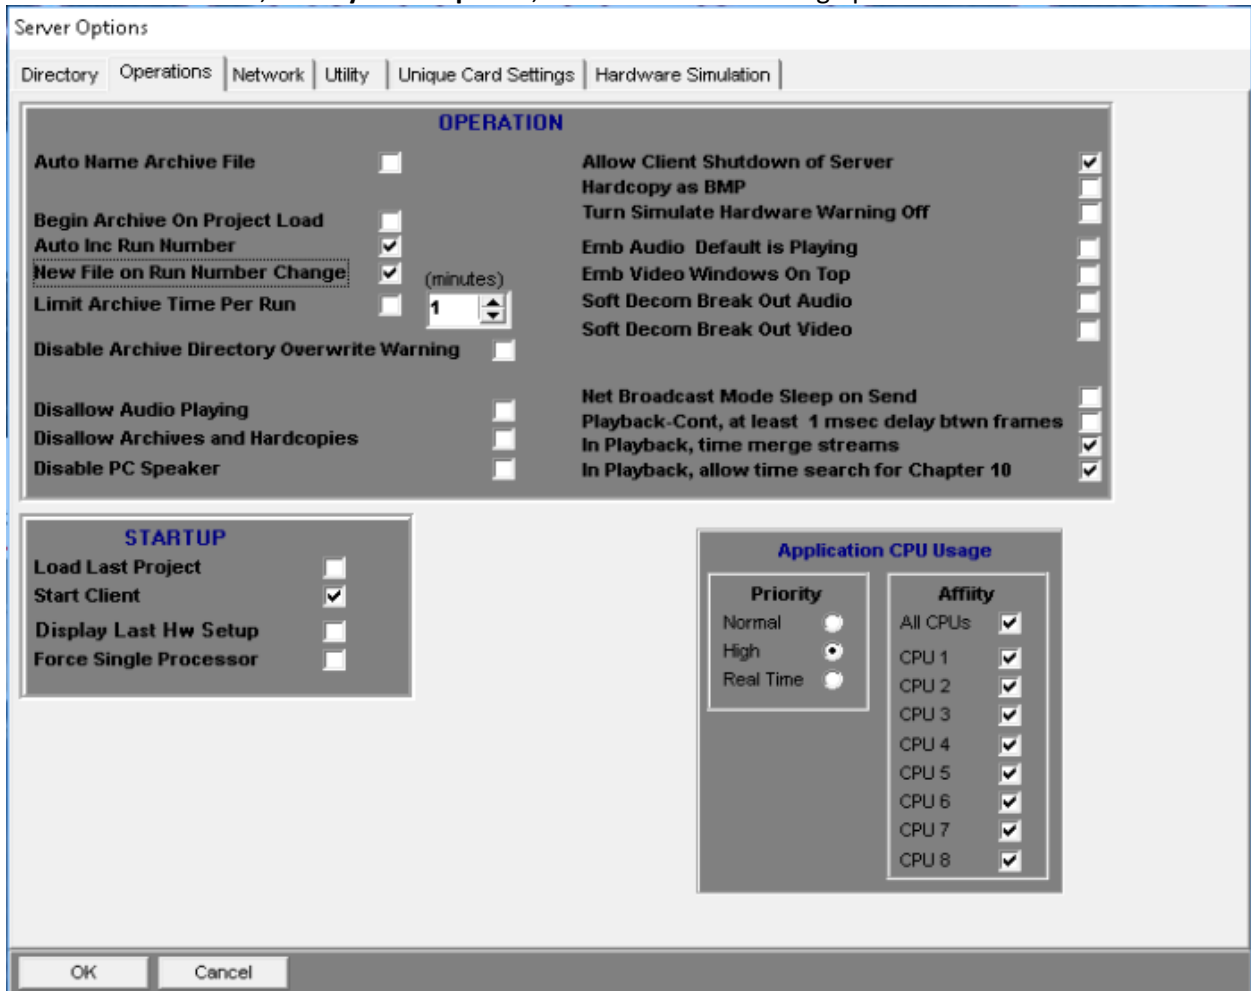 Server Options
Directory Operations Network Utility Unique Card Settings Hardware Simulation
OPERATION
Auto Name Archive File
Begin Archive On Project Load
Auto Inc Run Number
New File on Run Number Change
(minutes)
Limit Archive Time Per Run
1
Disable Archive Directory Overwrite Warning
Disallow Audio Playing
Disallow Archives and Hardcopies
Disable PC Speaker
Allow Client Shutdown of Server
Hardcopy as BMP
Turn Simulate Hardware Warning Off
Emb Audio Default is Playing
Emb Video Windows On Top
Soft Decom Break Out Audio
Soft Decom Break Out Video
Net Broadcast Mode Sleep on Send
Playback-Cont, at least 1 msec delay btwn frames
In Playback, time merge streams
In Playback, allow time search for Chapter 10
STARTUP
Load Last Project
Start Client
Display Last Hw Setup
Force Single Processor
Application CPU Usage
Priority
Normal
High
Real Time
Affiity
All CPUs
CPU 1
CPU 2
CPU 3
CPU 4
CPU 5
CPU 6
CPU 7
CPU 8
OK Cancel